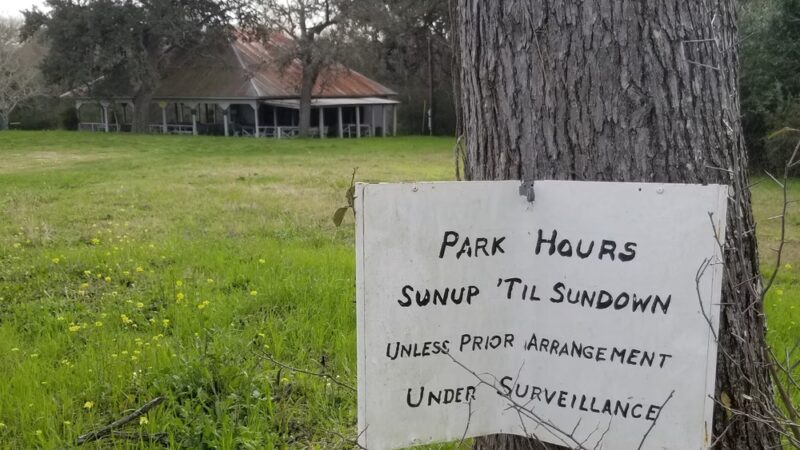 Park Hours
Sunup 'Til Sundown
Unless Prior Arrangement
Under Surveillance